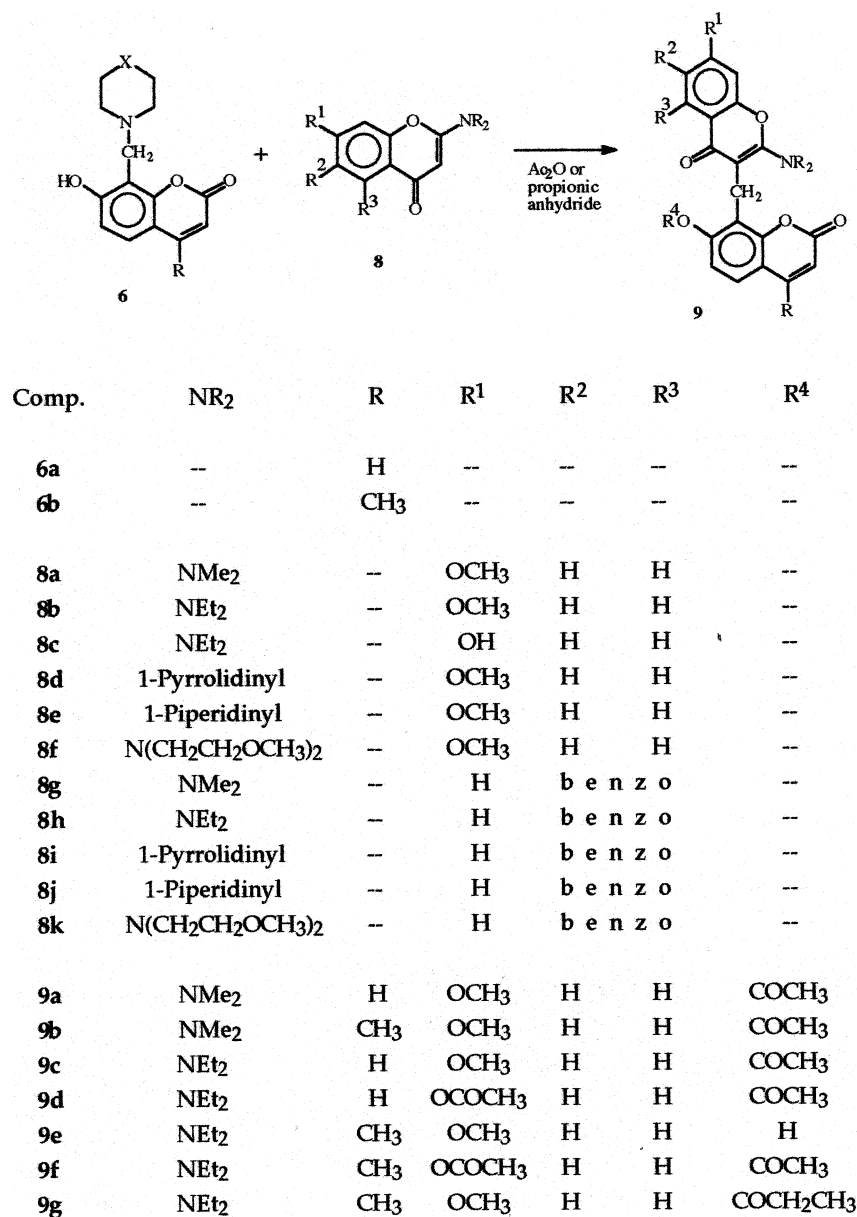 X
N
CH2
HO
O
O
R
6
+
R1
R2
R3
O
NR2
O
8
Ac2O or
propionic
anhydride
R1
R2
R3
O
O
NR2
CH2
R4O
O
O
R
9
Comp. NR2 R R1 R2 R3 R4
6a -- H -- -- -- --
6b -- CH3 -- -- -- --
8a NMe2 -- OCH3 H H --
8b NEt2 -- OCH3 H H --
8c NEt2 -- OH H H --
8d 1-Pyrrolidinyl -- OCH3 H H --
8e 1-Piperidinyl -- OCH3 H H --
8f N(CH2CH2OCH3)2 -- OCH3 H H --
8g NMe2 -- H b e n z o --
8h NEt2 -- H b e n z o --
8i 1-Pyrrolidinyl -- H b e n z o --
8j 1-Piperidinyl -- H b e n z o --
8k N(CH2CH2OCH3)2 -- H b e n z o --
9a NMe2 H OCH3 H H COCH3
9b NMe2 CH3 OCH3 H H COCH3
9c NEt2 H OCH3 H H COCH3
9d NEt2 H OCOCH3 H H COCH3
9e NEt2 CH3 OCH3 H H H
9f NEt2 CH3 OCOCH3 H H COCH3
9g NEt2 CH3 OCH3 H H COCH2CH3